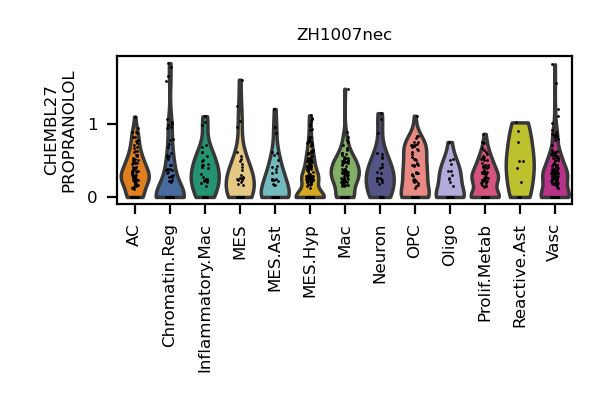 ZH1007nec
CHEMBL27
PROPRANOLOL
1
0
AC
Chromatin.Reg
Inflammatory.Mac
MES
MES.Ast
MES.Hyp
Mac
Neuron
OPC
Oligo
Prolif.Metab
Reactive.Ast
Vasc